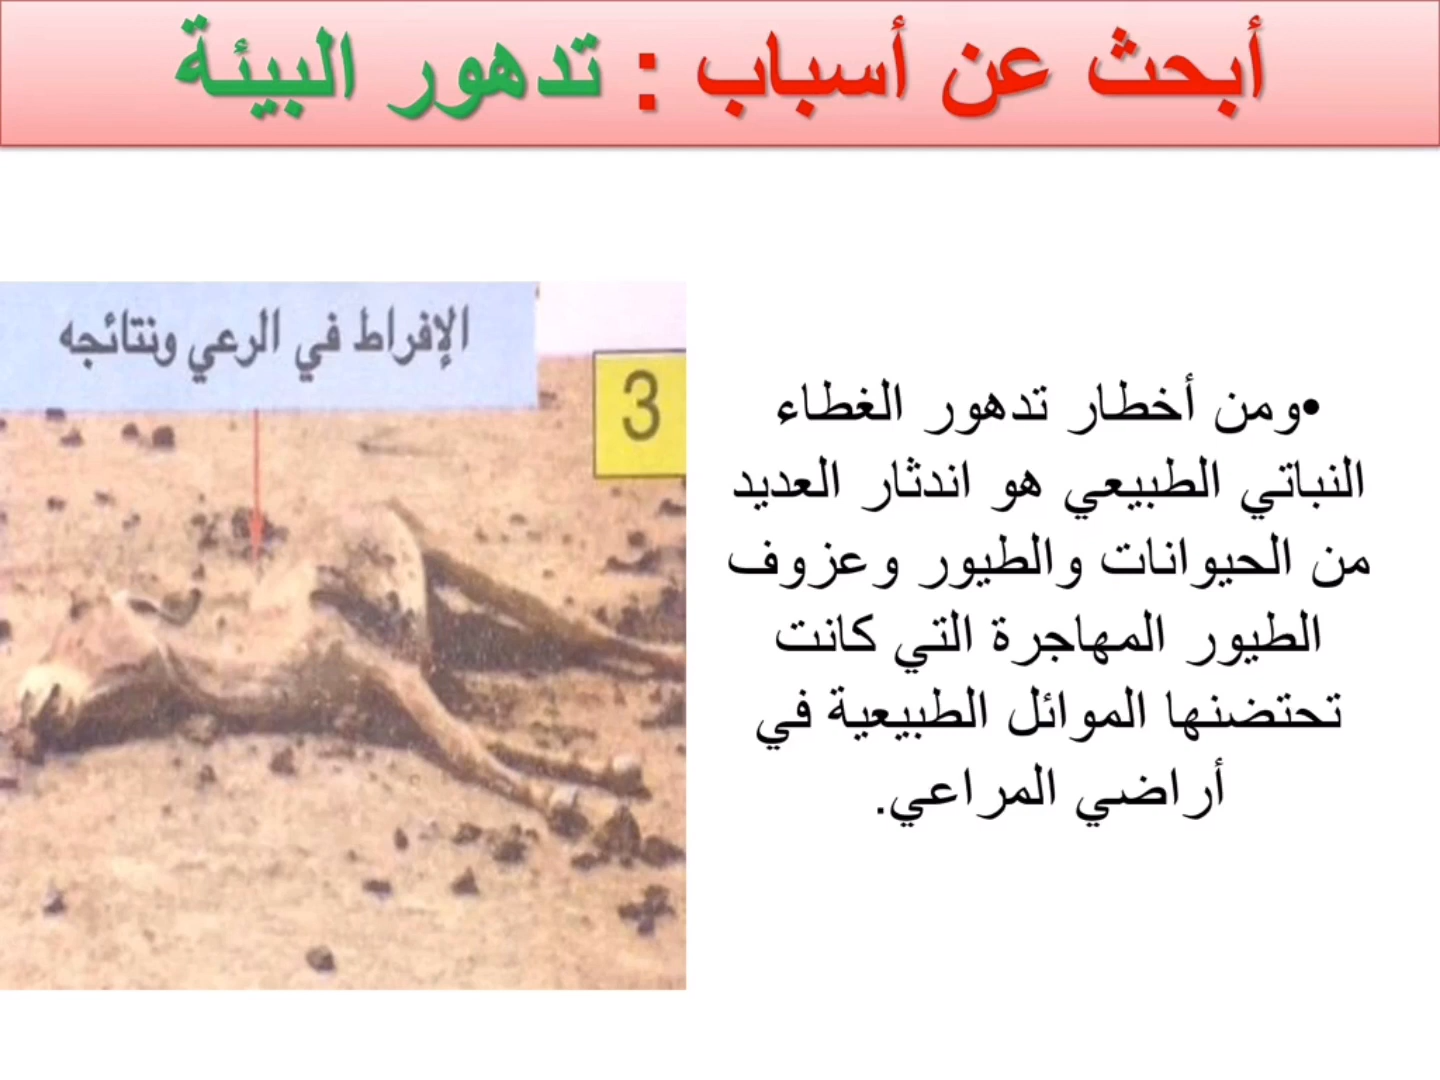 أبحث عن أسباب : تدهور البيئة
الإفراط في الرعي ونتائجه
3
•ومن أخطار تدهور الغطاء
النباتي الطبيعي هو اندثار العديد
من الحيوانات والطيور وعزوف
الطيور المهاجرة التي كانت
تحتضنها الموائل الطبيعية في
أراضي المراعي.